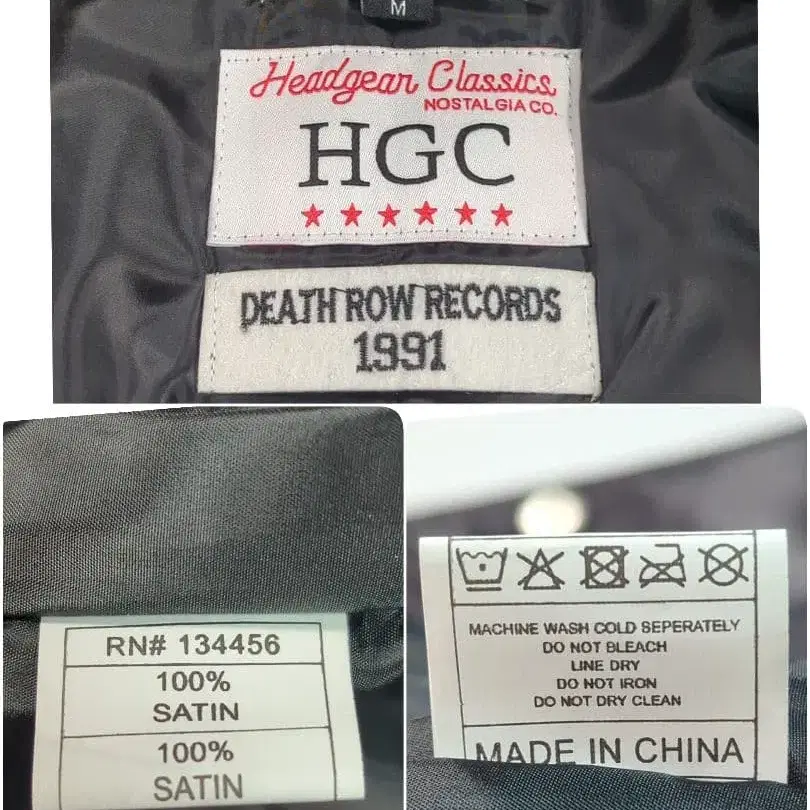 M
Headgear Classics
NOSTALGIA CO.
HGC
DEATH ROW RECORDS
1991
RN# 134456
100%
SATIN
100%
SATIN
MACHINE WASH COLD SEPERATELY
DO NOT BLEACH
LINE DRY
DO NOT IRON
DO NOT DRY CLEAN
MADE IN CHINA